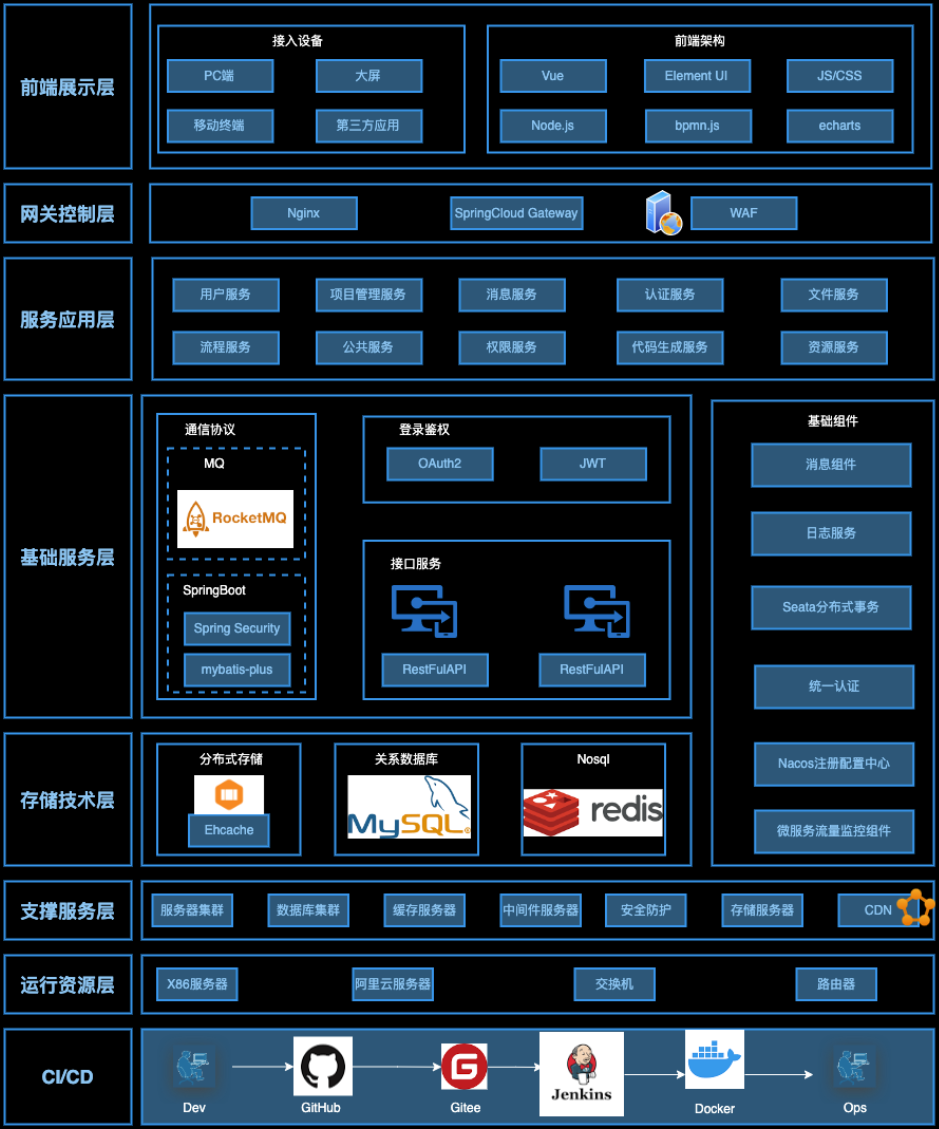 前端展示层
接入设备
PC端
大屏
移动终端
第三方应用
前端架构
Vue
Element UI
JS/CSS
Node.js
bpmn.js
echarts
网关控制层
Nginx
SpringCloud Gateway
WAF
服务应用层
用户服务
项目管理服务
消息服务
认证服务
文件服务
流程服务
公共服务
权限服务
代码生成服务
资源服务
基础服务层
通信协议
MQ
RocketMQ
SpringBoot
Spring Security
mybatis-plus
登录鉴权
OAuth2
JWT
接口服务
RestFulAPI
RestFulAPI
基础组件
消息组件
日志服务
Seata分布式事务
统一认证
Nacos注册配置中心
微服务流量监控组件
存储技术层
分布式存储
Ehcache
关系数据库
MySQL
Nosql
redis
支撑服务层
服务器集群
数据库集群
缓存服务器
中间件服务器
安全防护
存储服务器
CDN
运行资源层
X86服务器
阿里云服务器
交换机
路由器
CI/CD
Dev
GitHub
G
Gitee
Jenkins
Docker
Ops